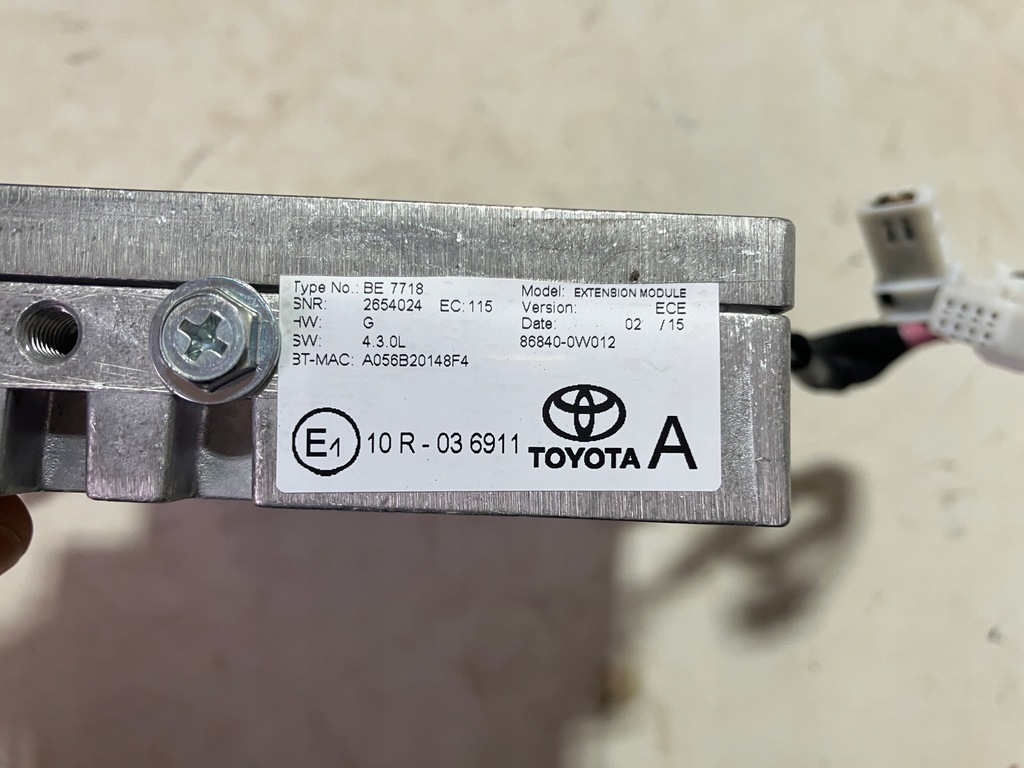 Type No.: BE 7718 Model: EXTENSION MODULE
SNR: 2654024 EC: 115 Version: ECE
HW: G Date: 02 /15
SW: 4.3.0L 86840-0W012
BT-MAC: A056B20148F4
E1 10 R - 03 6911 TOYOTA A